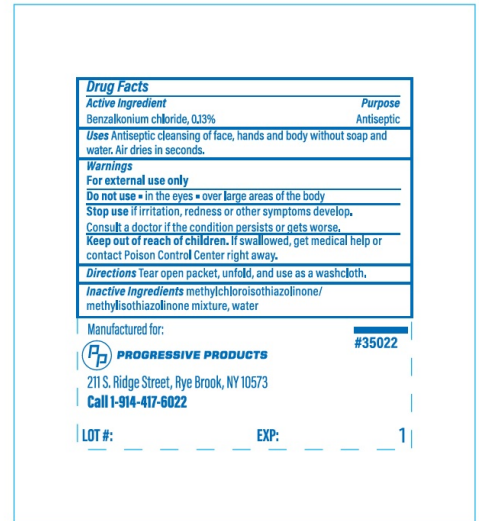 Drug Facts
Active Ingredient Purpose
Benzalkonium chloride, 0.13% Antiseptic
Uses Antiseptic cleansing of face, hands and body without soap and
water. Air dries in seconds.
Warnings
For external use only
Do not use ▪ in the eyes ▪ over large areas of the body
Stop use if irritation, redness or other symptoms develop.
Consult a doctor if the condition persists or gets worse.
Keep out of reach of children. If swallowed, get medical help or
contact Poison Control Center right away.
Directions Tear open packet, unfold, and use as a washcloth.
Inactive Ingredients methylchloroisothiazolinone/
methylisothiazolinone mixture, water
Manufactured for:
#35022
PP PROGRESSIVE PRODUCTS
211 S. Ridge Street, Rye Brook, NY 10573
Call 1-914-417-6022
LOT #: EXP: 1